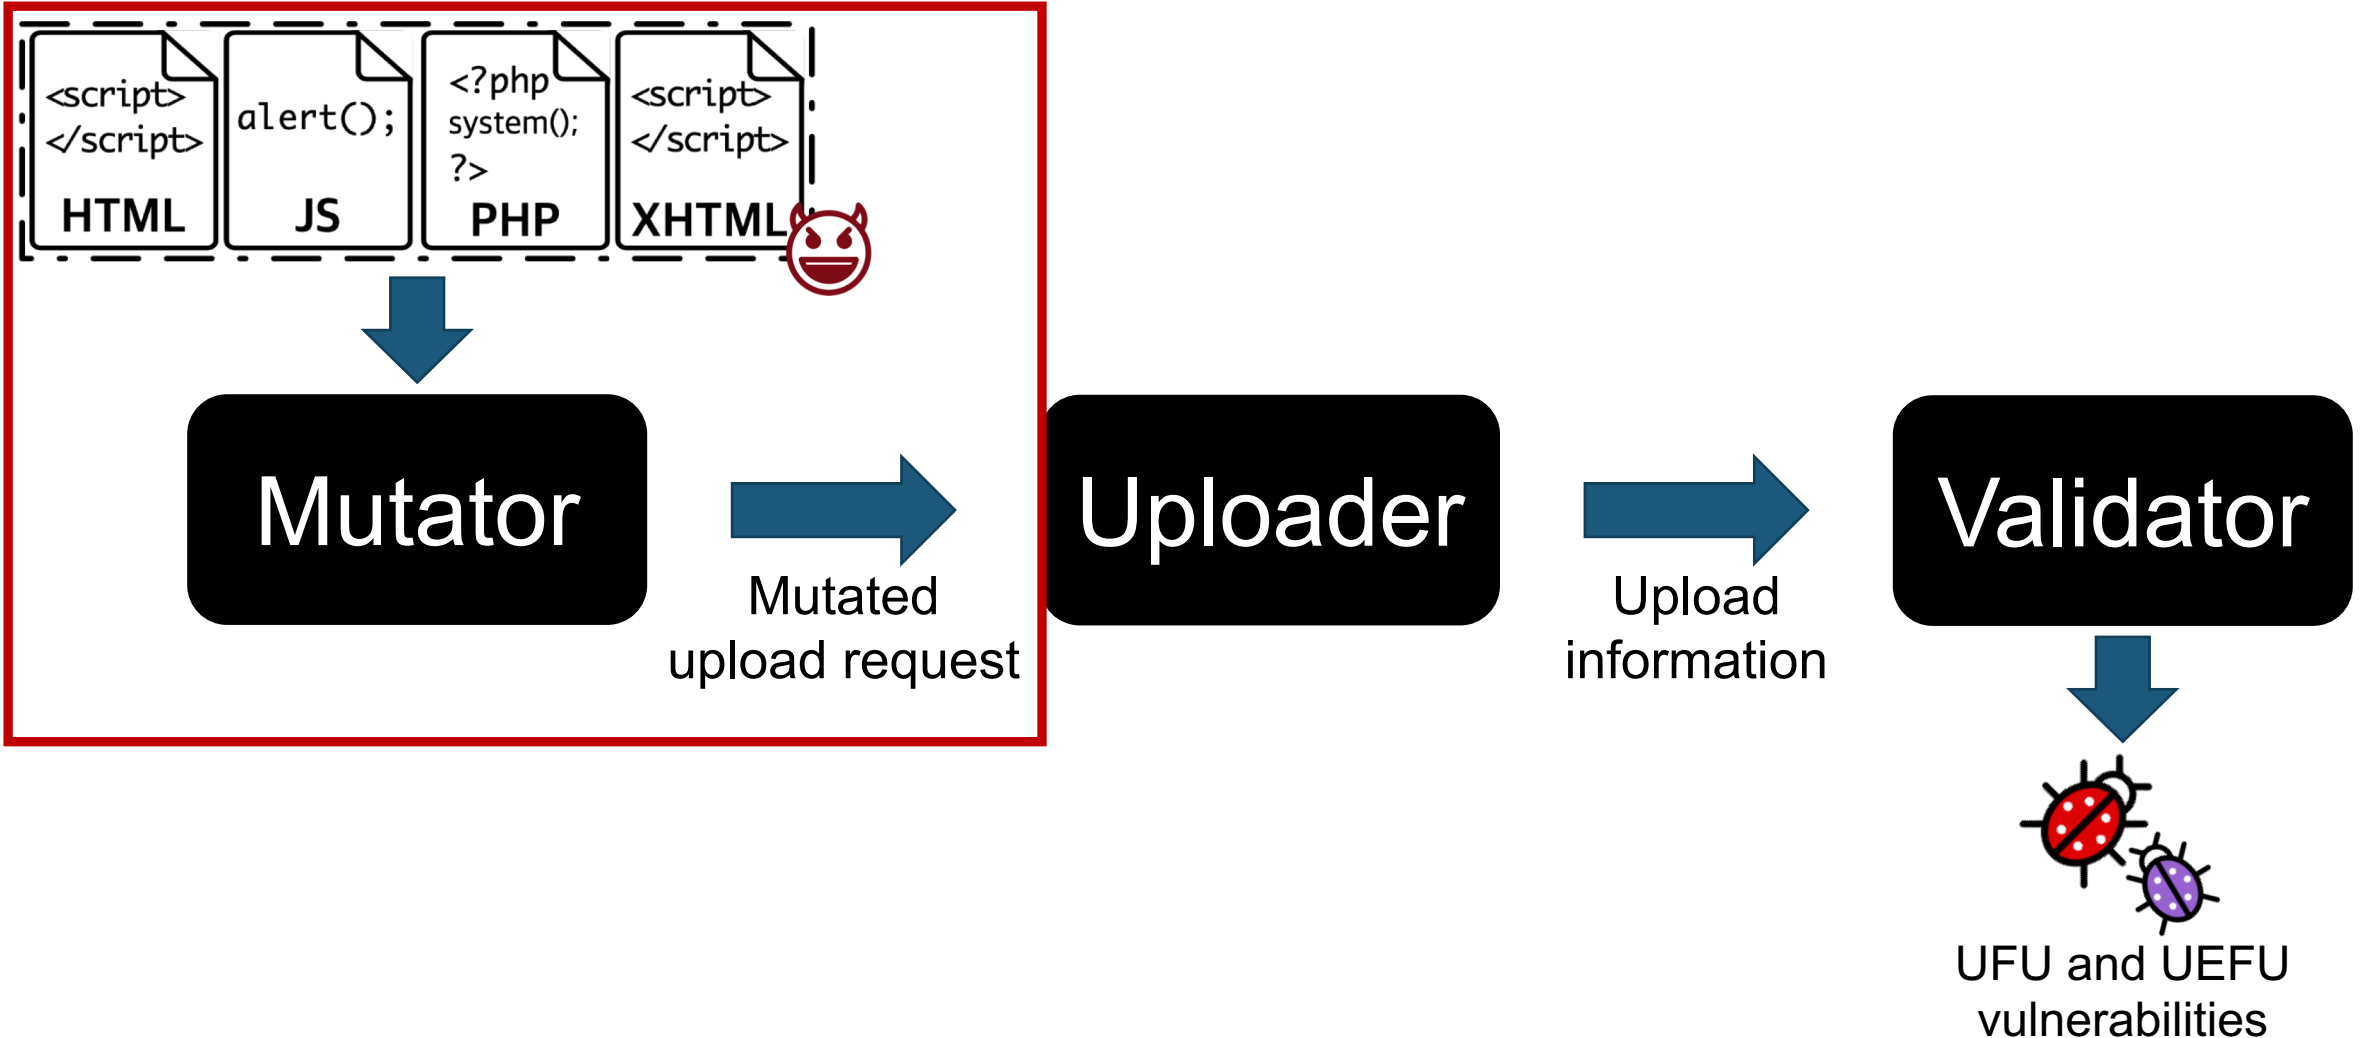 <script>
</script>
HTML
alert();
JS
<?php
system();
?>
PHP
<script>
</script>
XHTML
Mutator
Mutated
upload request
Uploader
Upload
information
Validator
UFU and UEFU
vulnerabilities